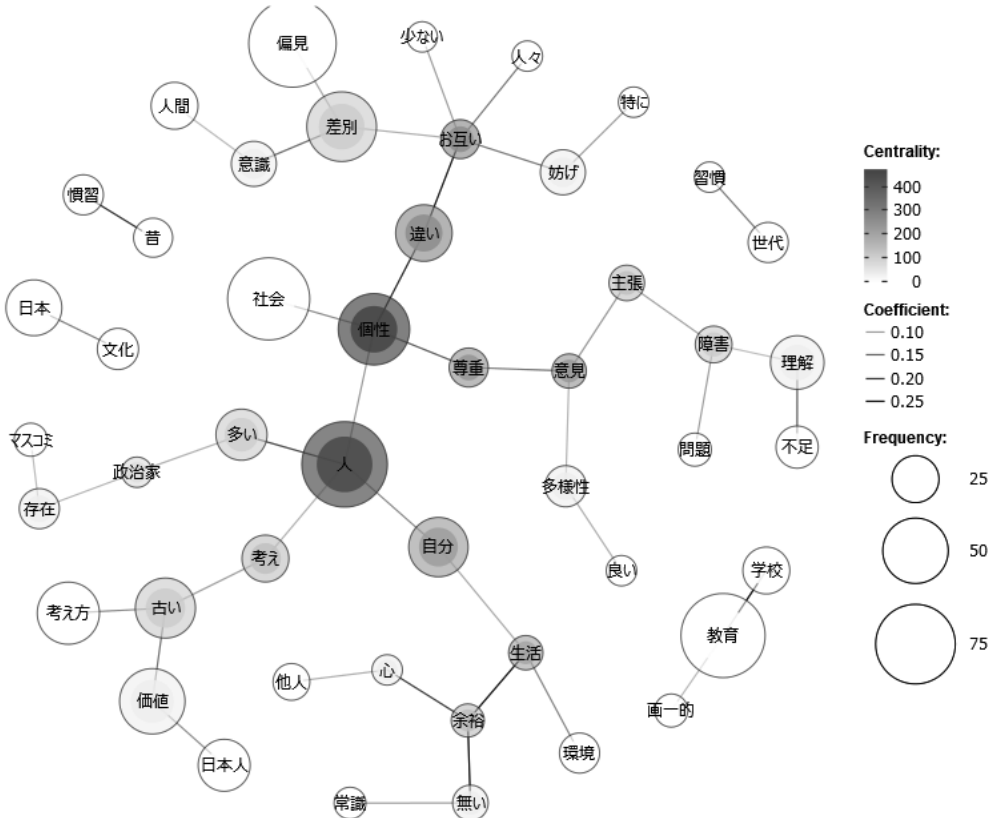 偏見
少ない
人々
人間
差別
お互い
特に
意識
妨げ
慣習
昔
習慣
違い
世代
日本
社会
個性
主張
文化
尊重
意見
障害
理解
マスコミ
多い
人
問題
不足
政治家
存在
多様性
考え
自分
良い
学校
考え方
古い
教育
生活
他人
心
価値
余裕
画一的
日本人
環境
常識
無い
Centrality:
400
300
200
100
0
Coefficient:
0.10
0.15
0.20
0.25
Frequency:
25
50
75